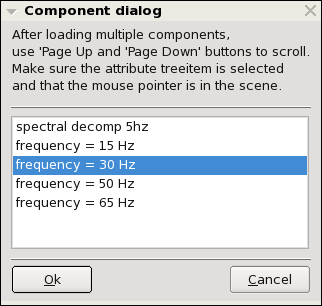 Component dialog
After loading multiple components,
use 'Page Up and 'Page Down' buttons to scroll.
Make sure the attribute treeitem is selected
and that the mouse pointer is in the scene.
spectral decomp 5hz
frequency = 15 Hz
frequency = 30 Hz
frequency = 50 Hz
frequency = 65 Hz
Ok
Cancel